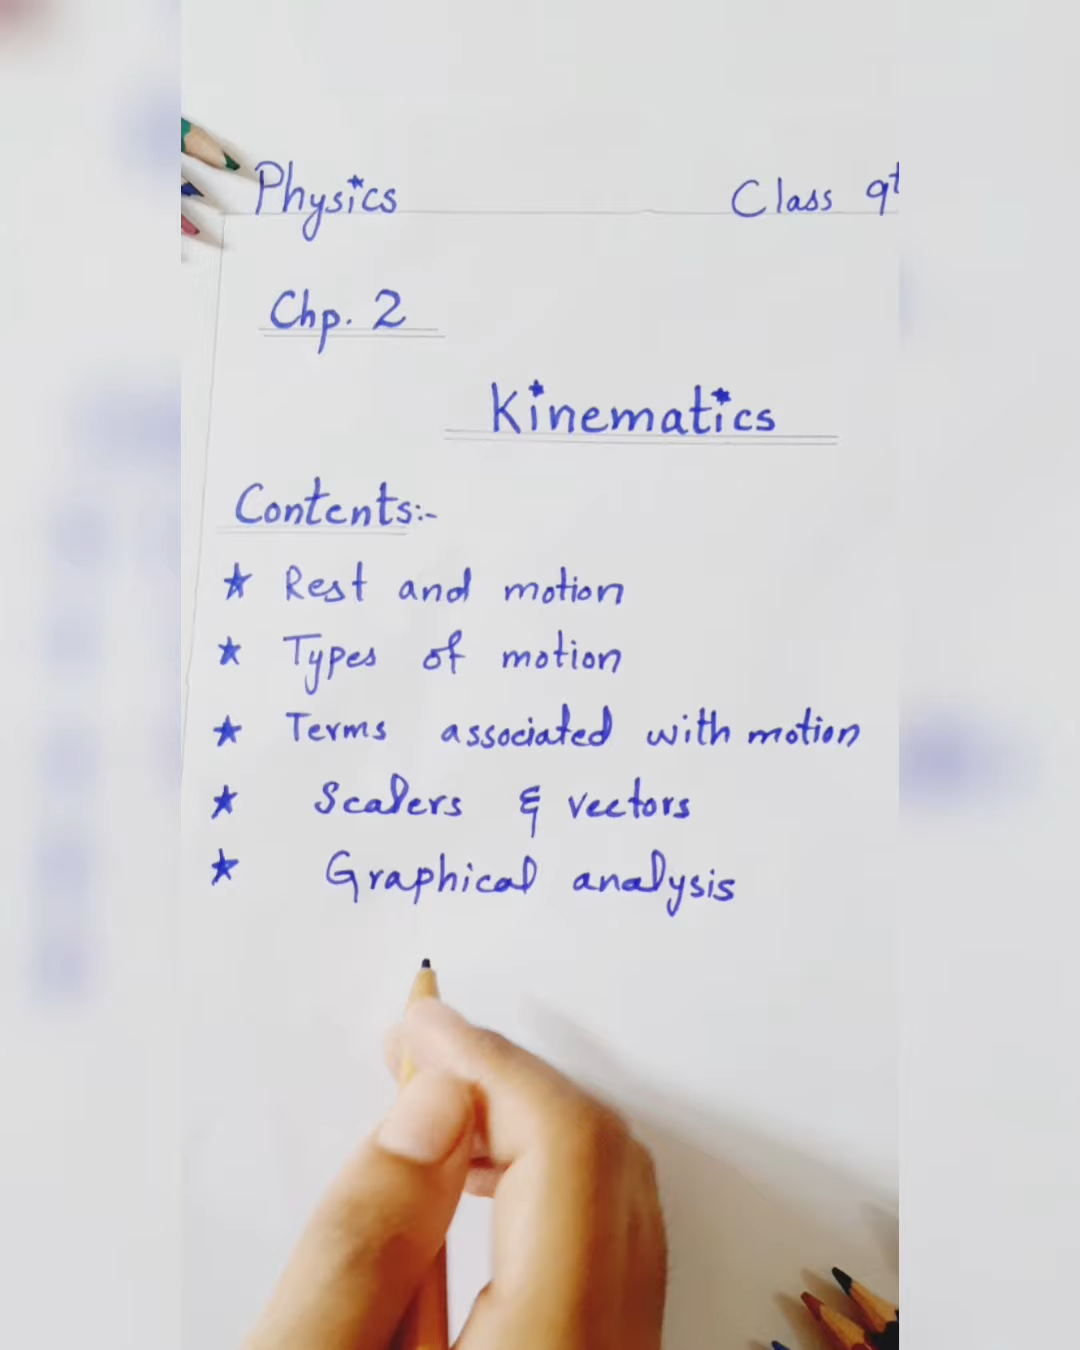 Physics Class 9t
Chp. 2
Kinematics
Contents:-
★ Rest and motion
★ Types of motion
★ Terms associated with motion
★ Scalers & vectors
★ Graphical analysis